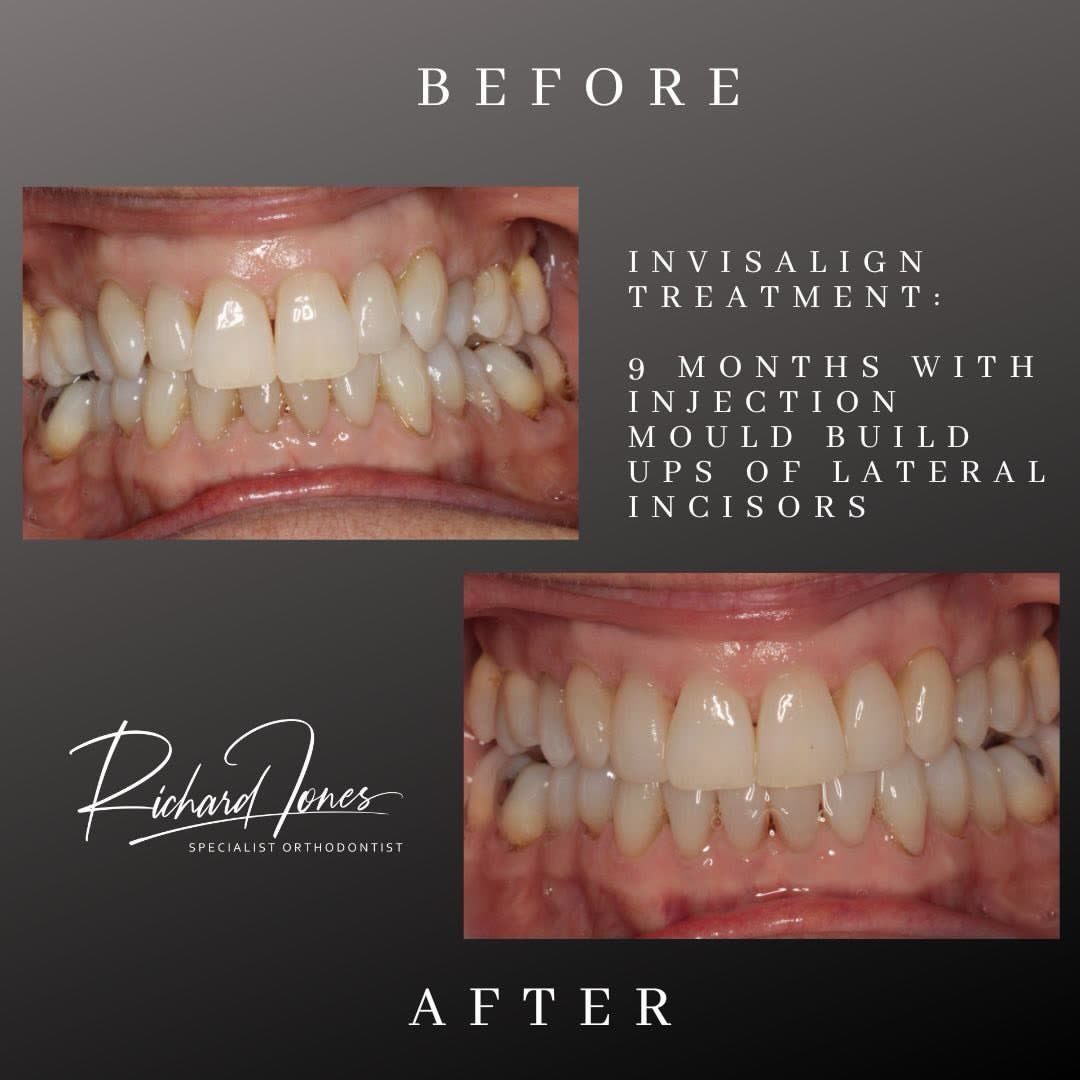 BEFORE
INVISALIGN
TREATMENT:
9 MONTHS WITH
INJECTION
MOULD BUILD
UPS OF LATERAL
INCISORS
Richard Jones
SPECIALIST ORTHODONTIST
AFTER